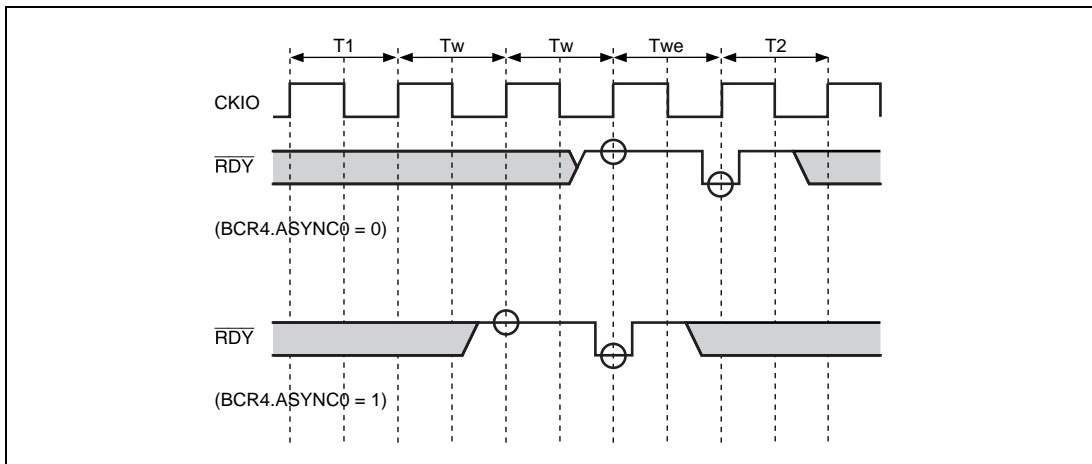 T1 Tw Tw Twe T2
CKIO
RDY
(BCR4.ASYNC0 = 0)
RDY
(BCR4.ASYNC0 = 1)